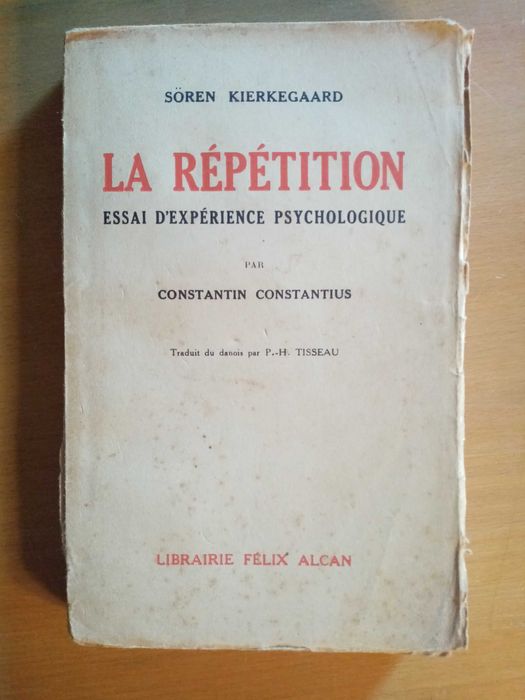 SÖREN KIERKEGAARD
LA RÉPÉTITION
ESSAI D'EXPÉRIENCE PSYCHOLOGIQUE
PAR
CONSTANTIN CONSTANTIUS
Traduit du danois par P.-H. TISSEAU
LIBRAIRIE FÉLIX ALCAN